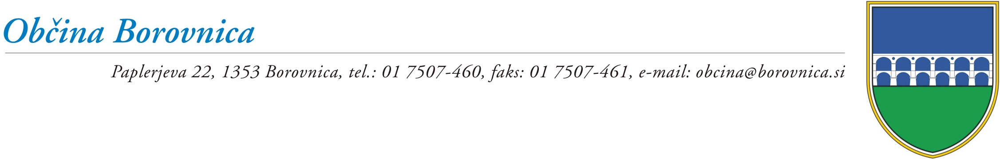 Občina Borovnica
Paplerjeva 22, 1353 Borovnica, tel.: 01 7507-460, faks: 01 7507-461, e-mail: obcina@borovnica.si